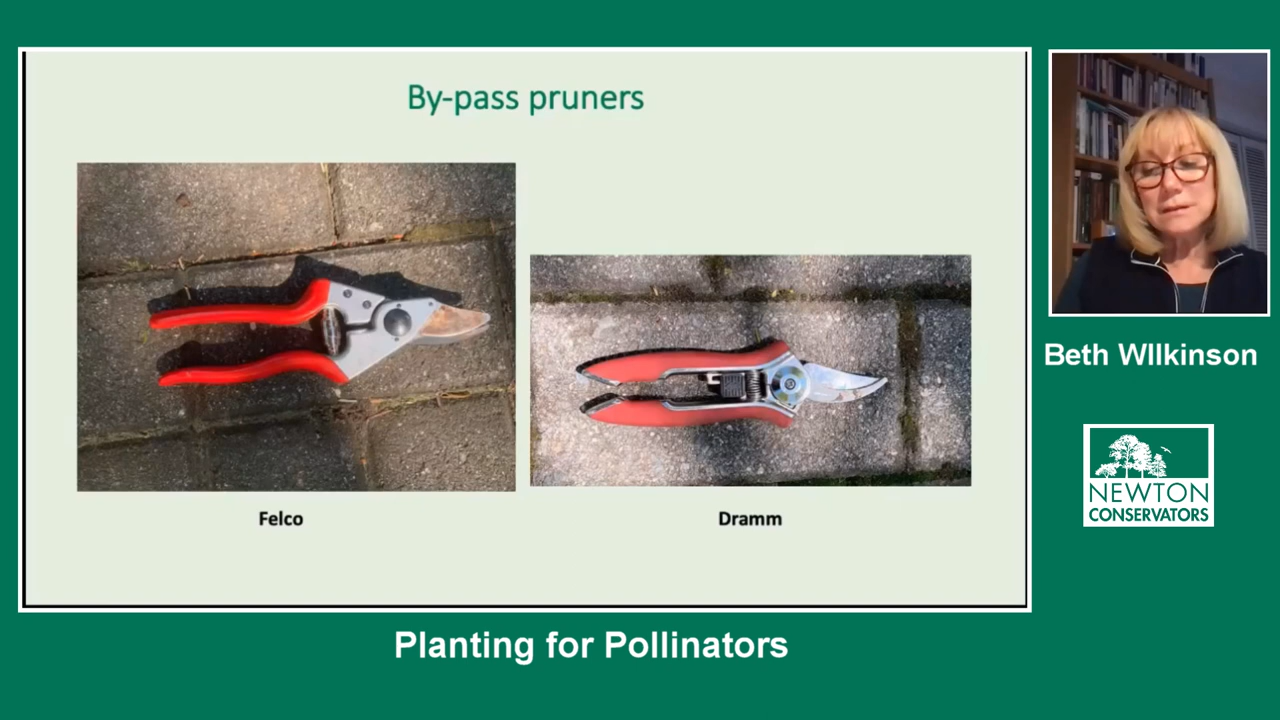 By-pass pruners
Felco
Dramm
Beth WIlkinson
NEWTON
CONSERVATORS
Planting for Pollinators